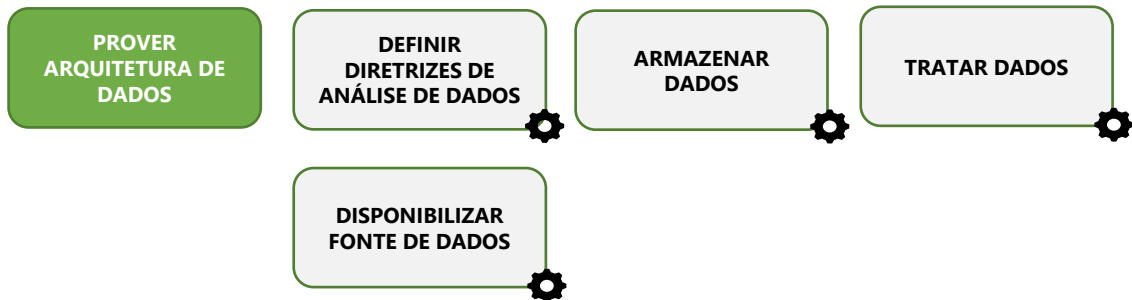 PROVER
ARQUITETURA DE
DADOS
DEFINIR
DIRETRIZES DE
ANÁLISE DE DADOS
ARMAZENAR
DADOS
TRATAR DADOS
DISPONIBILIZAR
FONTE DE DADOS